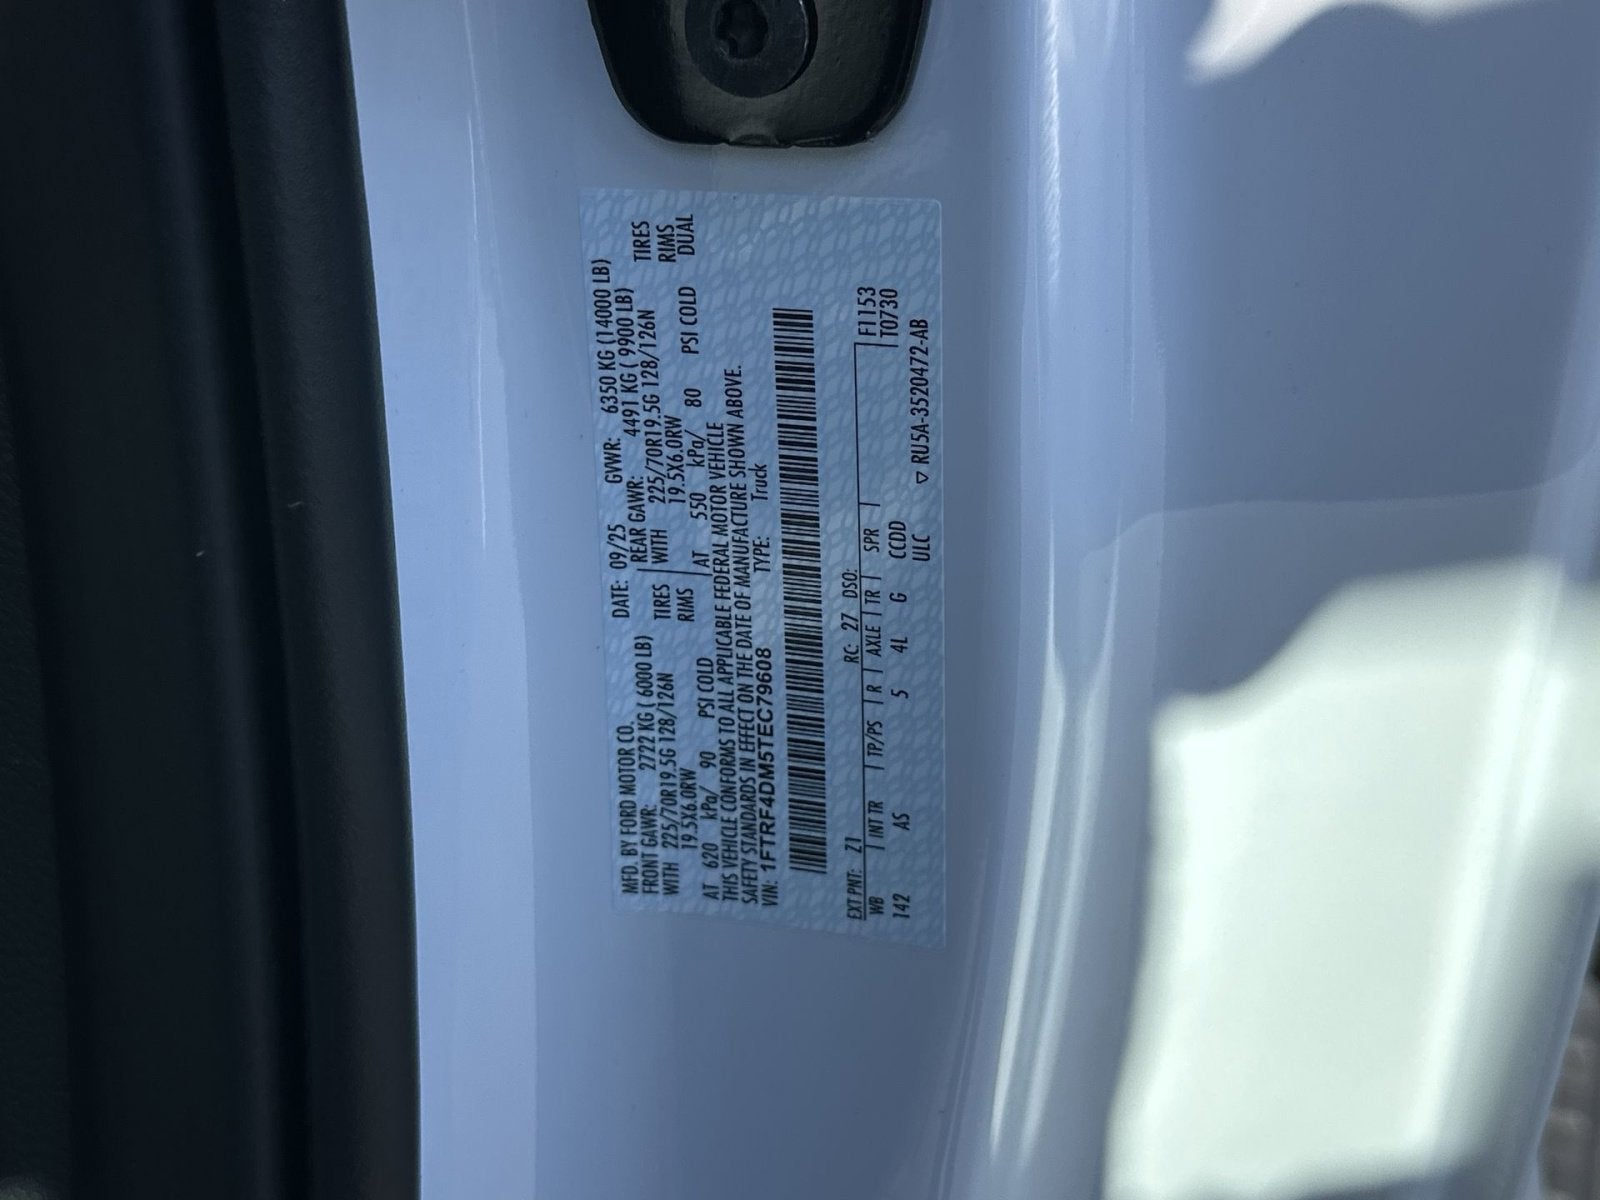 MFD. BY FORD MOTOR CO. DATE: 09/25 GVWR: 6350 KG (14000 LB)
FRONT GAWR: 2722 KG ( 6000 LB) REAR GAWR: 4491 KG ( 9900 LB)
WITH 225/70R19.5G 128/126N TIRES WITH 225/70R19.5G 128/126N TIRES
19.5X6.0RW RIMS 19.5X6.0RW RIMS
AT 620 kPa/ 90 PSI COLD AT 550 kPa/ 80 PSI COLD DUAL
THIS VEHICLE CONFORMS TO ALL APPLICABLE FEDERAL MOTOR VEHICLE
SAFETY STANDARDS IN EFFECT ON THE DATE OF MANUFACTURE SHOWN ABOVE.
VIN: 1FTRF4DM5TEC79608 TYPE: Truck
EXT PNT: Z1 RC: 27 DSO: F1153
WB INT TR TP/PS R AXLE TR SPR T0730
142 AS 5 4L G CCDD
ULC ▽ RU5A-3520472-AB